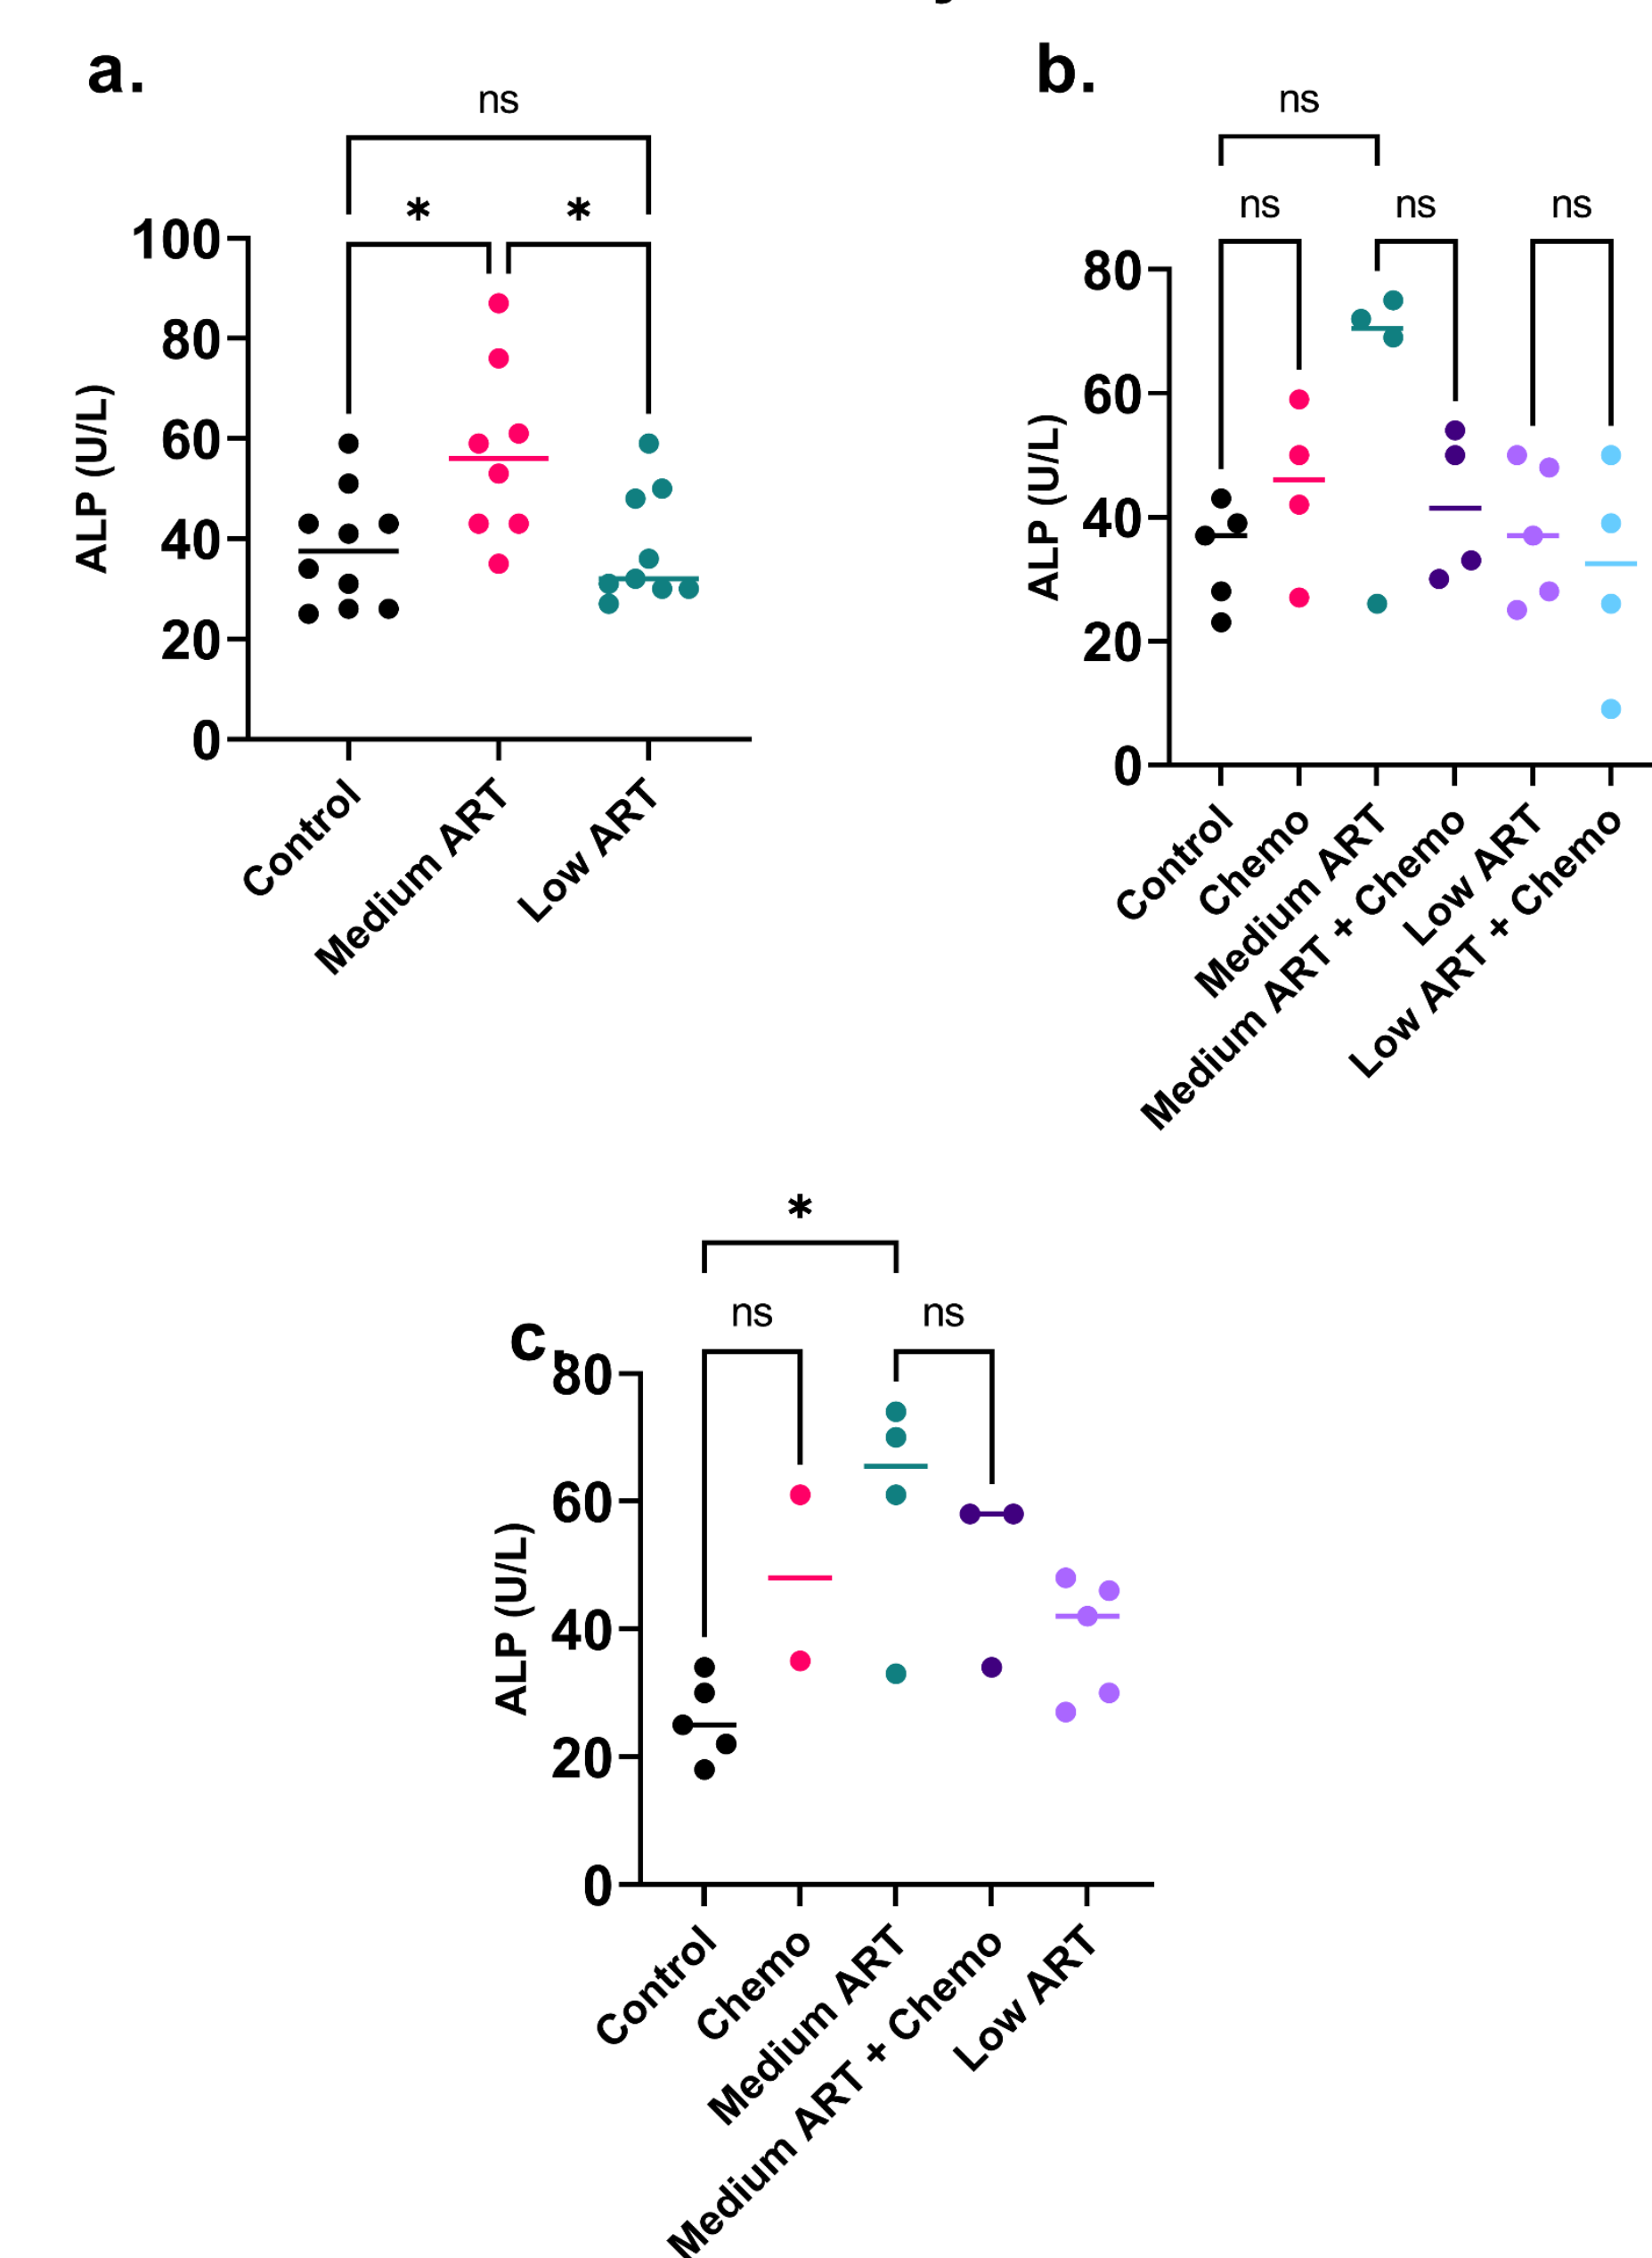 a.
ns
*
*
100
80
60
40
20
0
ALP (U/L)
Control
Medium ART
Low ART
b.
ns
ns
ns
ns
80
60
40
20
0
ALP (U/L)
Control
Chemo
Medium ART
Medium ART + Chemo
Low ART
Low ART + Chemo
c.
*
ns
ns
80
60
40
20
0
ALP (U/L)
Control
Chemo
Medium ART
Medium ART + Chemo
Low ART